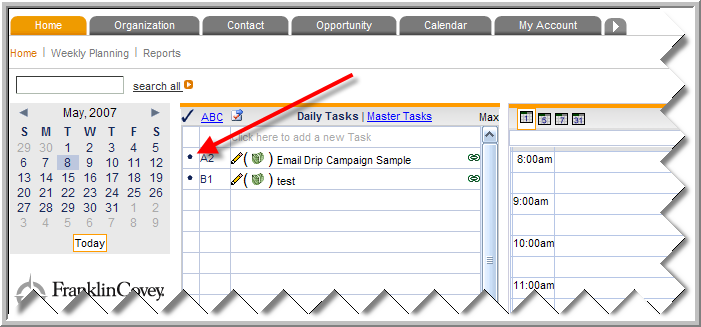 Home Organization Contact Opportunity Calendar My Account
Home | Weekly Planning | Reports
search all
May, 2007
S M T W T F S
29 30 1 2 3 4 5
6 7 8 9 10 11 12
13 14 15 16 17 18 19
20 21 22 23 24 25 26
27 28 29 30 31 1 2
3 4 5 6 7 8 9
Today
FranklinCovey
ABC Daily Tasks | Master Tasks Max
Click here to add a new Task
A2 ( ) Email Drip Campaign Sample
B1 ( ) test
1 5 7 31
8:00am
9:00am
10:00am
11:00am